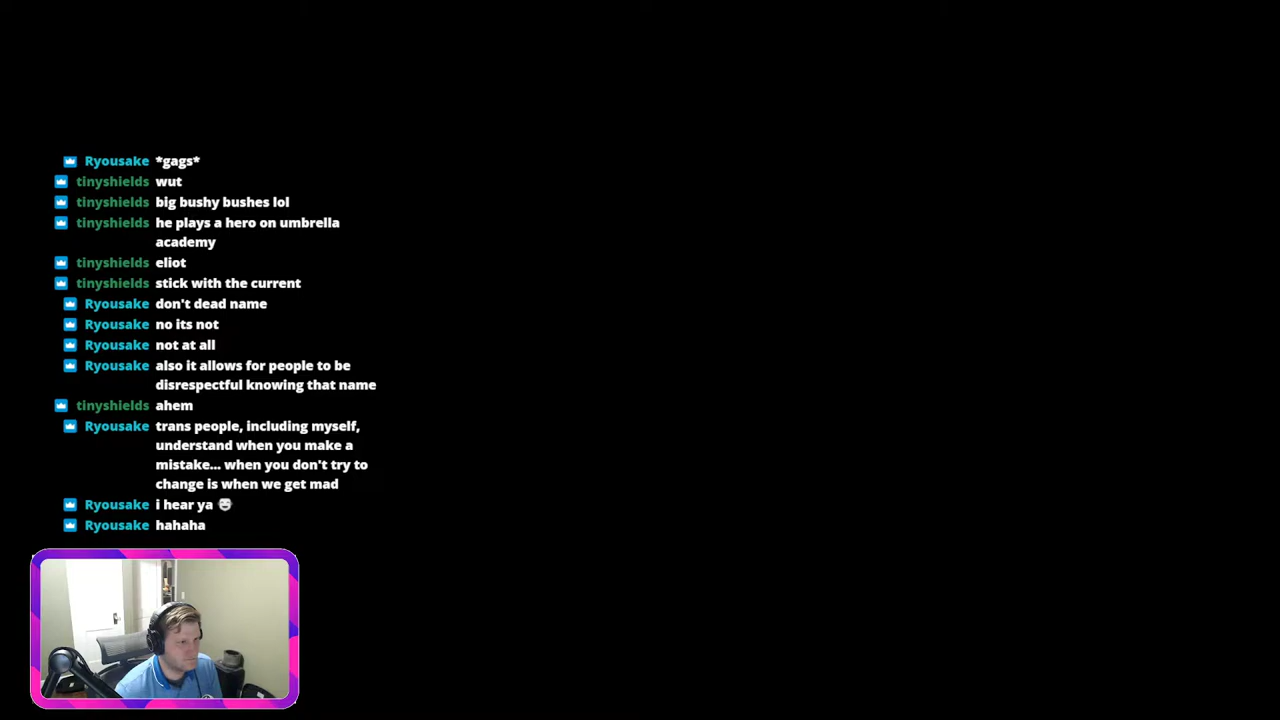 Ryousake *gags*
tinyshields wut
tinyshields big bushy bushes lol
tinyshields he plays a hero on umbrella
academy
tinyshields eliot
tinyshields stick with the current
Ryousake don't dead name
Ryousake no its not
Ryousake not at all
Ryousake also it allows for people to be
disrespectful knowing that name
tinyshields ahem
Ryousake trans people, including myself,
understand when you make a
mistake... when you don't try to
change is when we get mad
Ryousake i hear ya
Ryousake hahaha